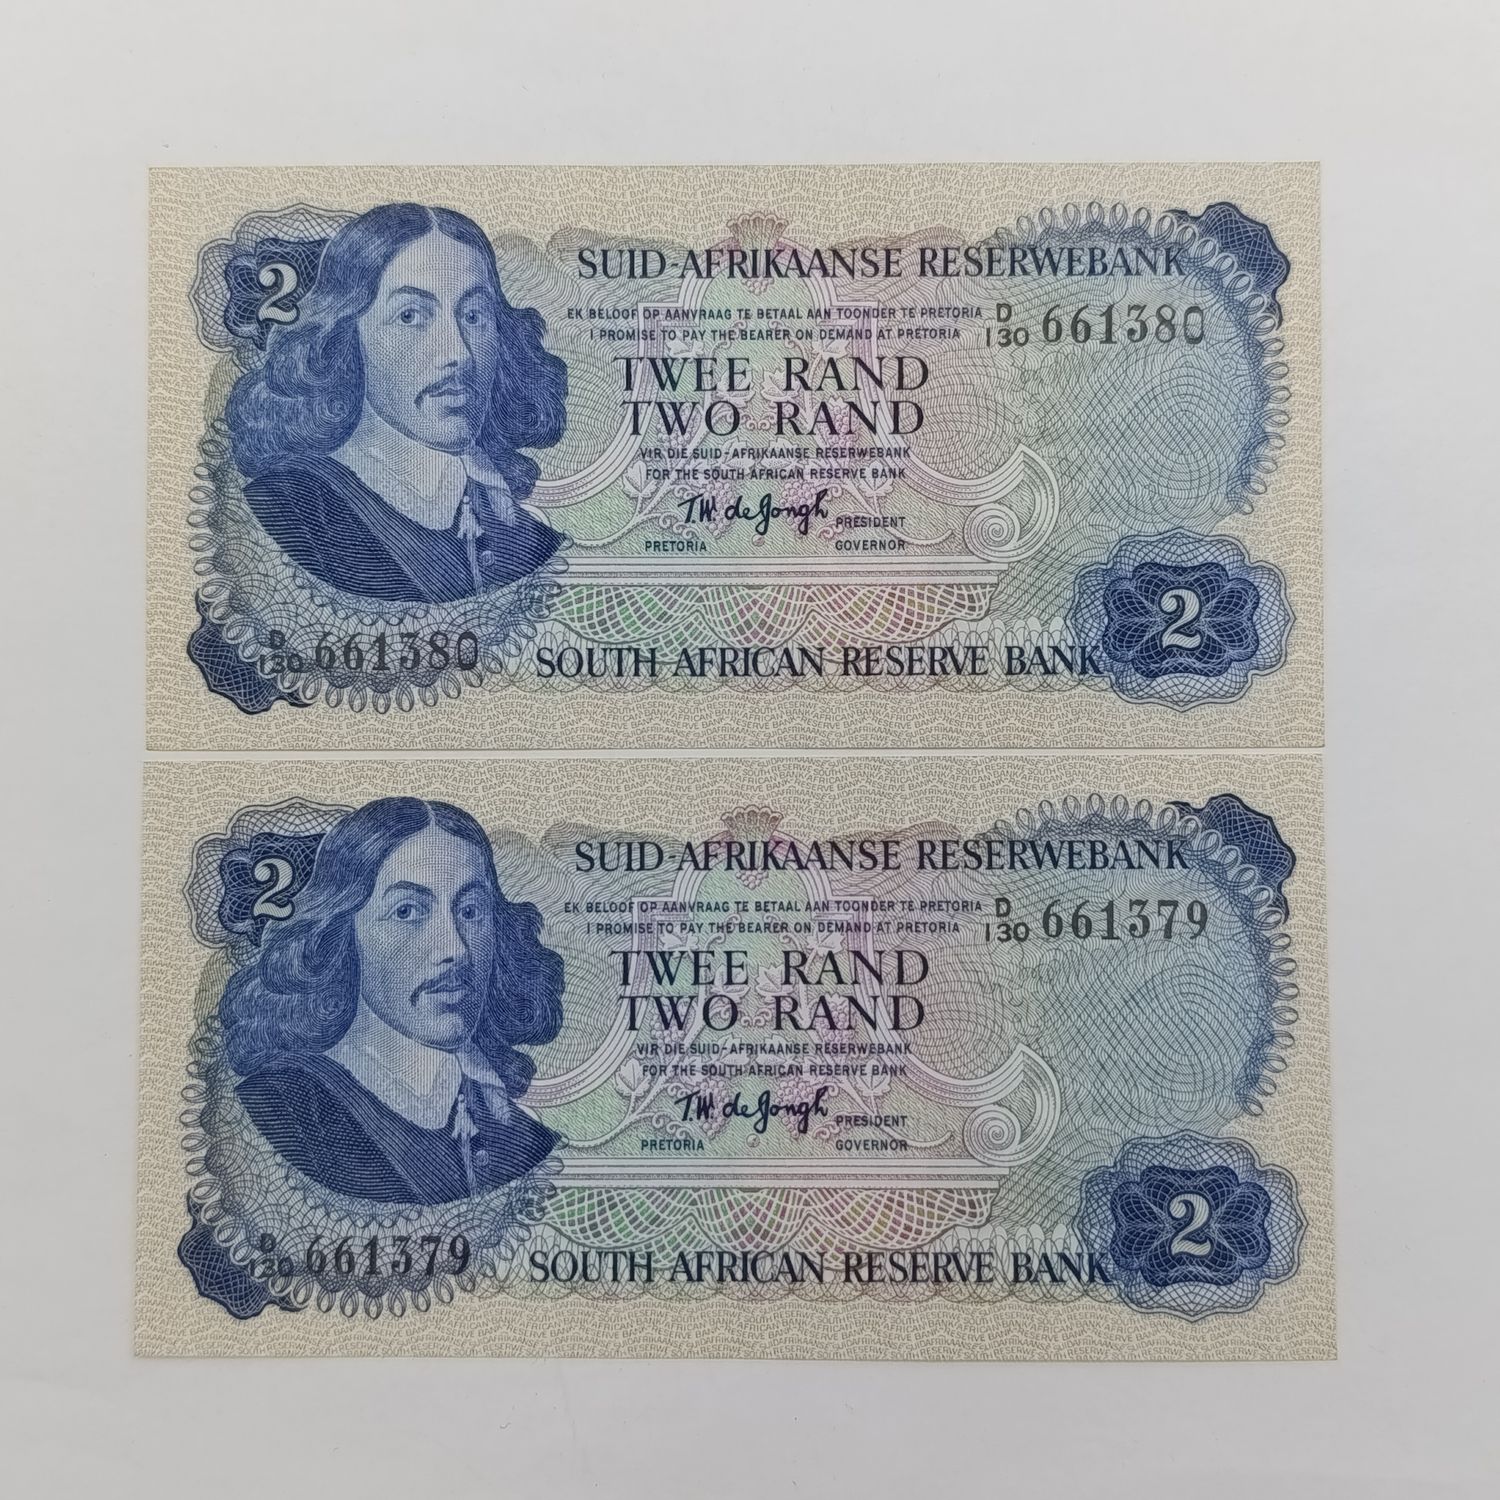 2
SUID-AFRIKAANSE RESERWEBANK
EK BELOOF OP AANVRAAG TE BETAAL AAN TOONDER TE PRETORIA
I PROMISE TO PAY THE BEARER ON DEMAND AT PRETORIA
D/130 661380
TWEE RAND
TWO RAND
VIR DIE SUID-AFRIKAANSE RESERWEBANK
FOR THE SOUTH AFRICAN RESERVE BANK
T.W. de Jongh
PRESIDENT
PRETORIA GOVERNOR
2
D/130 661380
SOUTH AFRICAN RESERVE BANK
2
SUID-AFRIKAANSE RESERWEBANK
EK BELOOF OP AANVRAAG TE BETAAL AAN TOONDER TE PRETORIA
I PROMISE TO PAY THE BEARER ON DEMAND AT PRETORIA
D/130 661379
TWEE RAND
TWO RAND
VIR DIE SUID-AFRIKAANSE RESERWEBANK
FOR THE SOUTH AFRICAN RESERVE BANK
T.W. de Jongh
PRESIDENT
PRETORIA GOVERNOR
2
D/130 661379
SOUTH AFRICAN RESERVE BANK